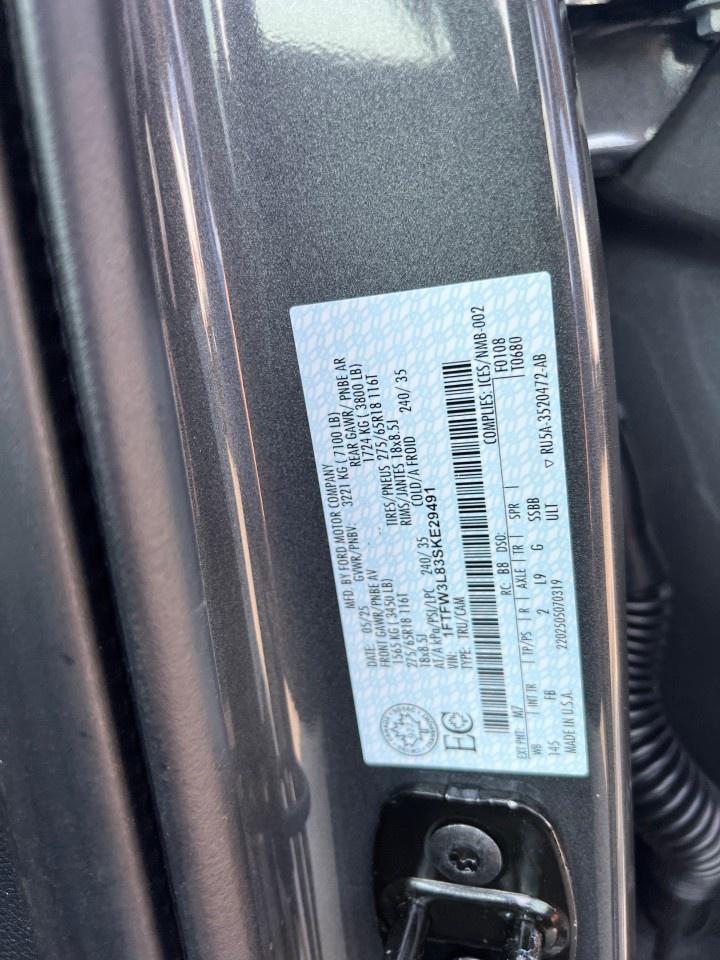 MFD. BY FORD MOTOR COMPANY
DATE: 05/25 GVWR/PNBV: 3221 KG ( 7100 LB)
FRONT GAWR/PNBE AV REAR GAWR/ PNBE AR
1565 KG ( 3450 LB) 1724 KG ( 3800 LB)
275/65R18 116T TIRES/PNEUS 275/65R18 116T
18x8.5J RIMS/JANTES 18x8.5J
AT/A kPa/PSI/LPC 240/ 35 COLD/A FROID 240/ 35
VIN: 1FTFW3L83SKE29491
TYPE: TRU/CAM
COMPLIES: ICES/NMB-002
F0108
T0680
EXT PNT: M7 RC: B8 DSO:
WB INT TR TP/PS R AXLE TR SPR
145 FB 2 L9 G SSBB
ULT
MADE IN U.S.A. 2202505070319 ▽ RU5A-3520472-AB